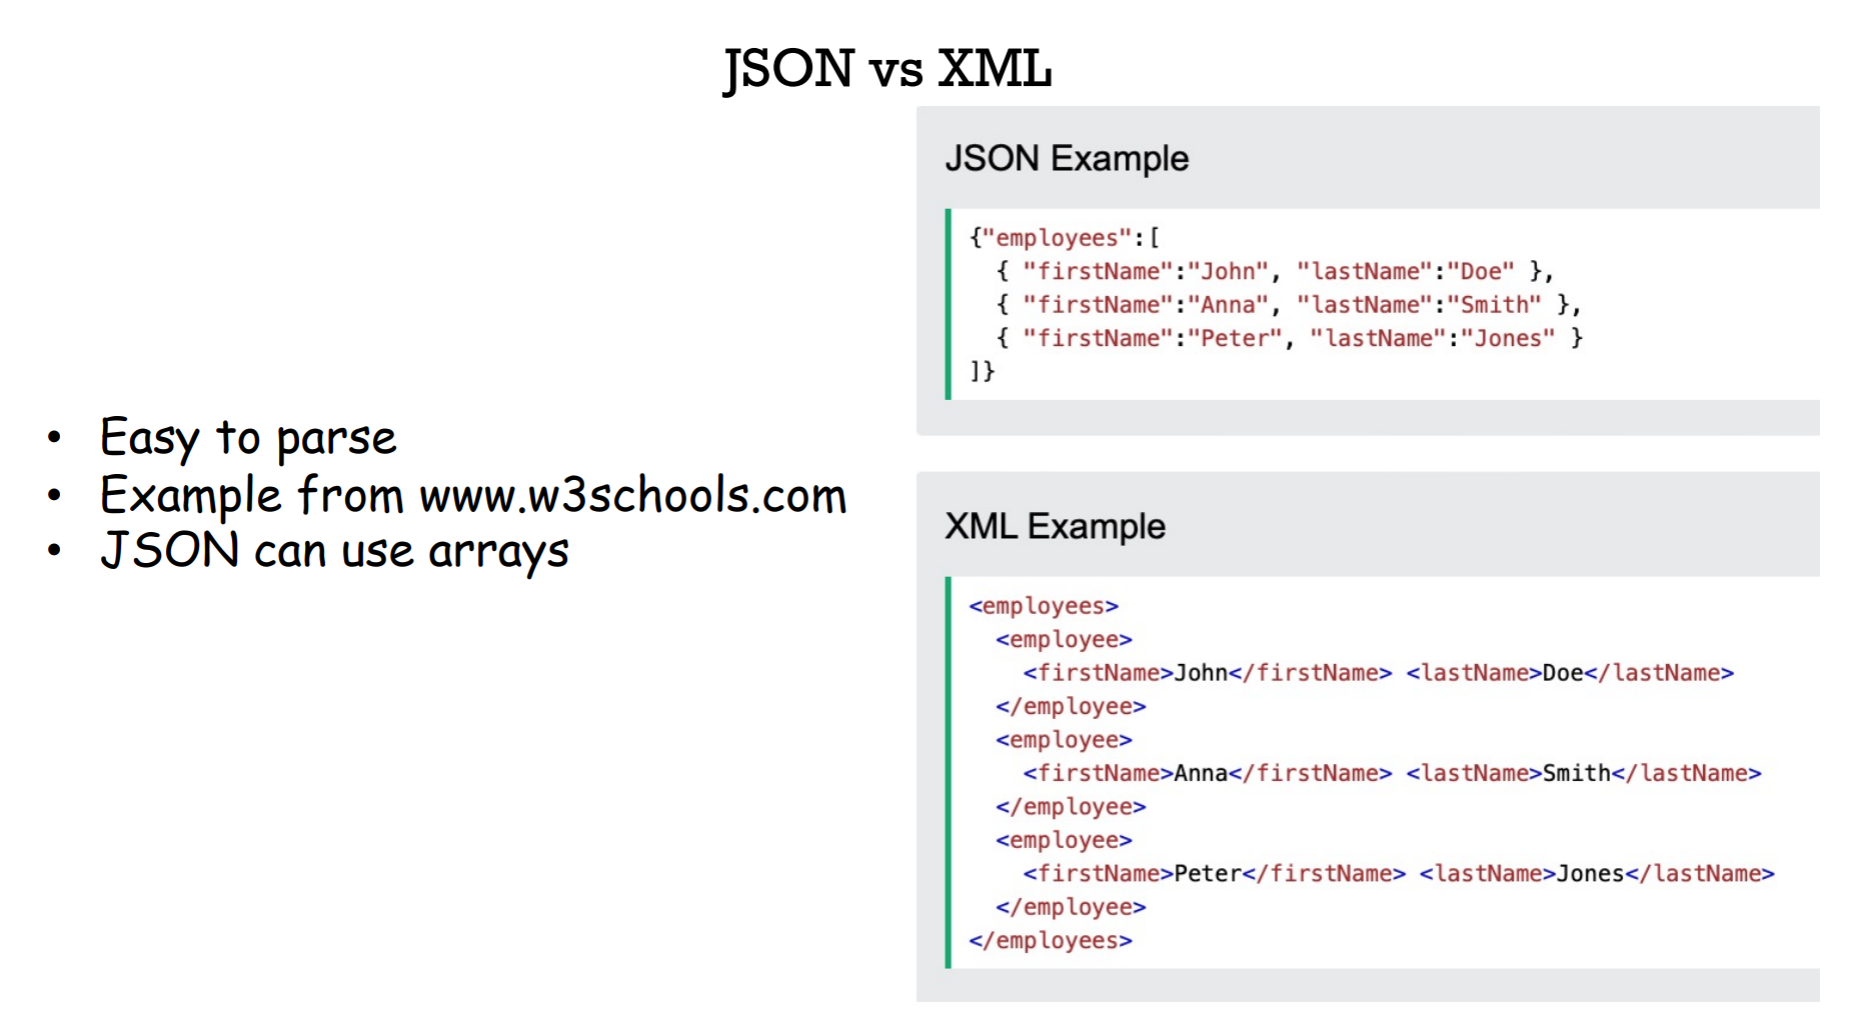 JSON vs XML
• Easy to parse
• Example from www.w3schools.com
• JSON can use arrays
JSON Example
{"employees":[
  { "firstName":"John", "lastName":"Doe" },
  { "firstName":"Anna", "lastName":"Smith" },
  { "firstName":"Peter", "lastName":"Jones" }
]}
XML Example
<employees>
  <employee>
    <firstName>John</firstName> <lastName>Doe</lastName>
  </employee>
  <employee>
    <firstName>Anna</firstName> <lastName>Smith</lastName>
  </employee>
  <employee>
    <firstName>Peter</firstName> <lastName>Jones</lastName>
  </employee>
</employees>